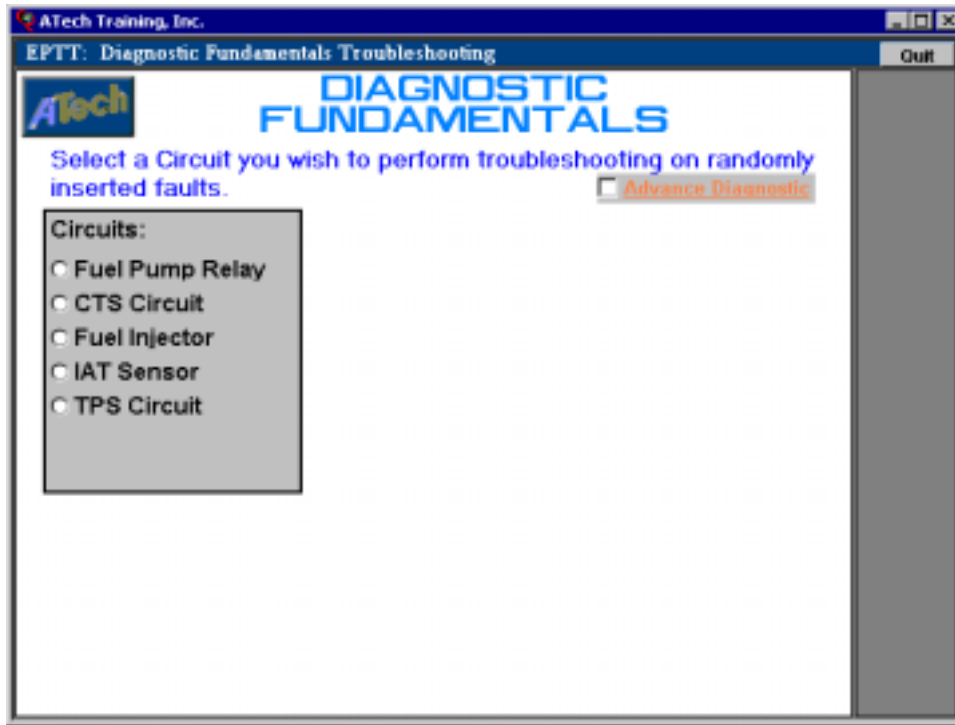 ATech Training, Inc.
EPTT: Diagnostic Fundamentals Troubleshooting
Quit
ATech
DIAGNOSTIC
FUNDAMENTALS
Select a Circuit you wish to perform troubleshooting on randomly
inserted faults.
Advance Diagnostic
Circuits:
Fuel Pump Relay
CTS Circuit
Fuel Injector
IAT Sensor
TPS Circuit